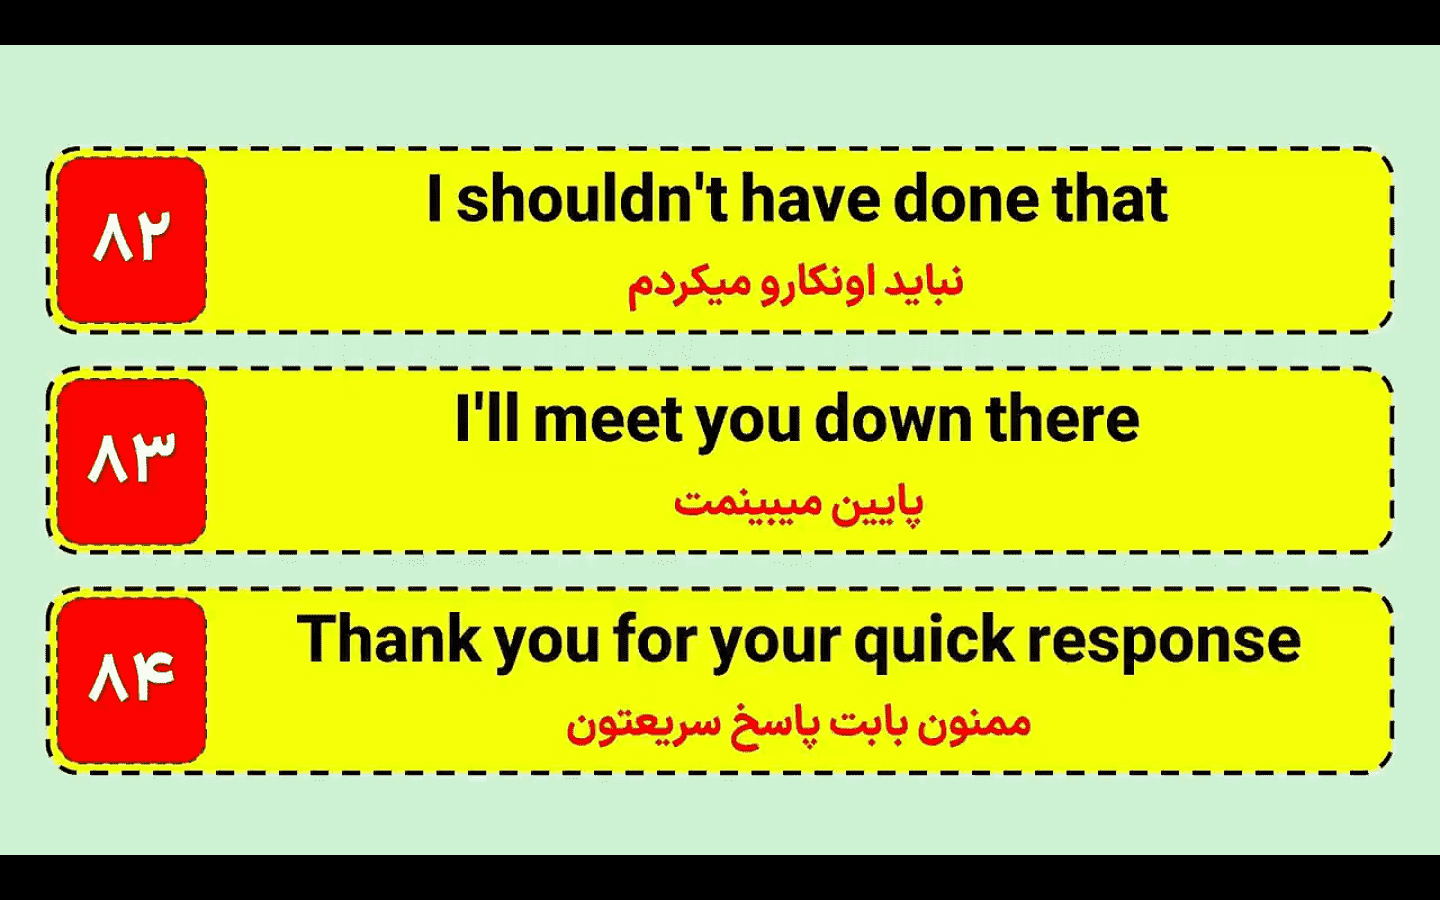 ۸۲
I shouldn't have done that
نباید اونکارو میکردم
۸۳
I'll meet you down there
پایین میبینمت
۸۴
Thank you for your quick response
ممنون بابت پاسخ سریعتون